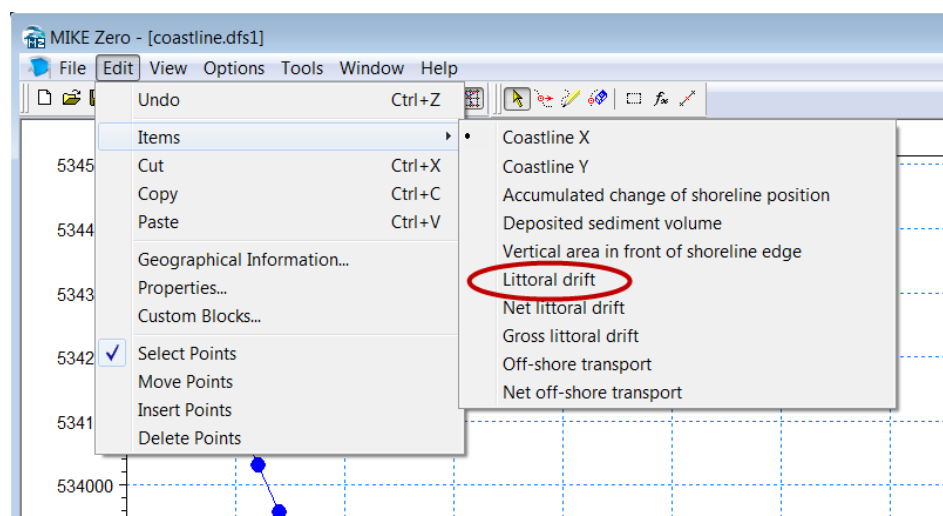 MIKE Zero - [coastline.dfs1]
File Edit View Options Tools Window Help
Undo Ctrl+Z
Items
Cut Ctrl+X
Copy Ctrl+C
Paste Ctrl+V
Geographical Information...
Properties...
Custom Blocks...
Select Points
Move Points
Insert Points
Delete Points
Coastline X
Coastline Y
Accumulated change of shoreline position
Deposited sediment volume
Vertical area in front of shoreline edge
Littoral drift
Net littoral drift
Gross littoral drift
Off-shore transport
Net off-shore transport
5345
5344
5343
5342
5341
534000